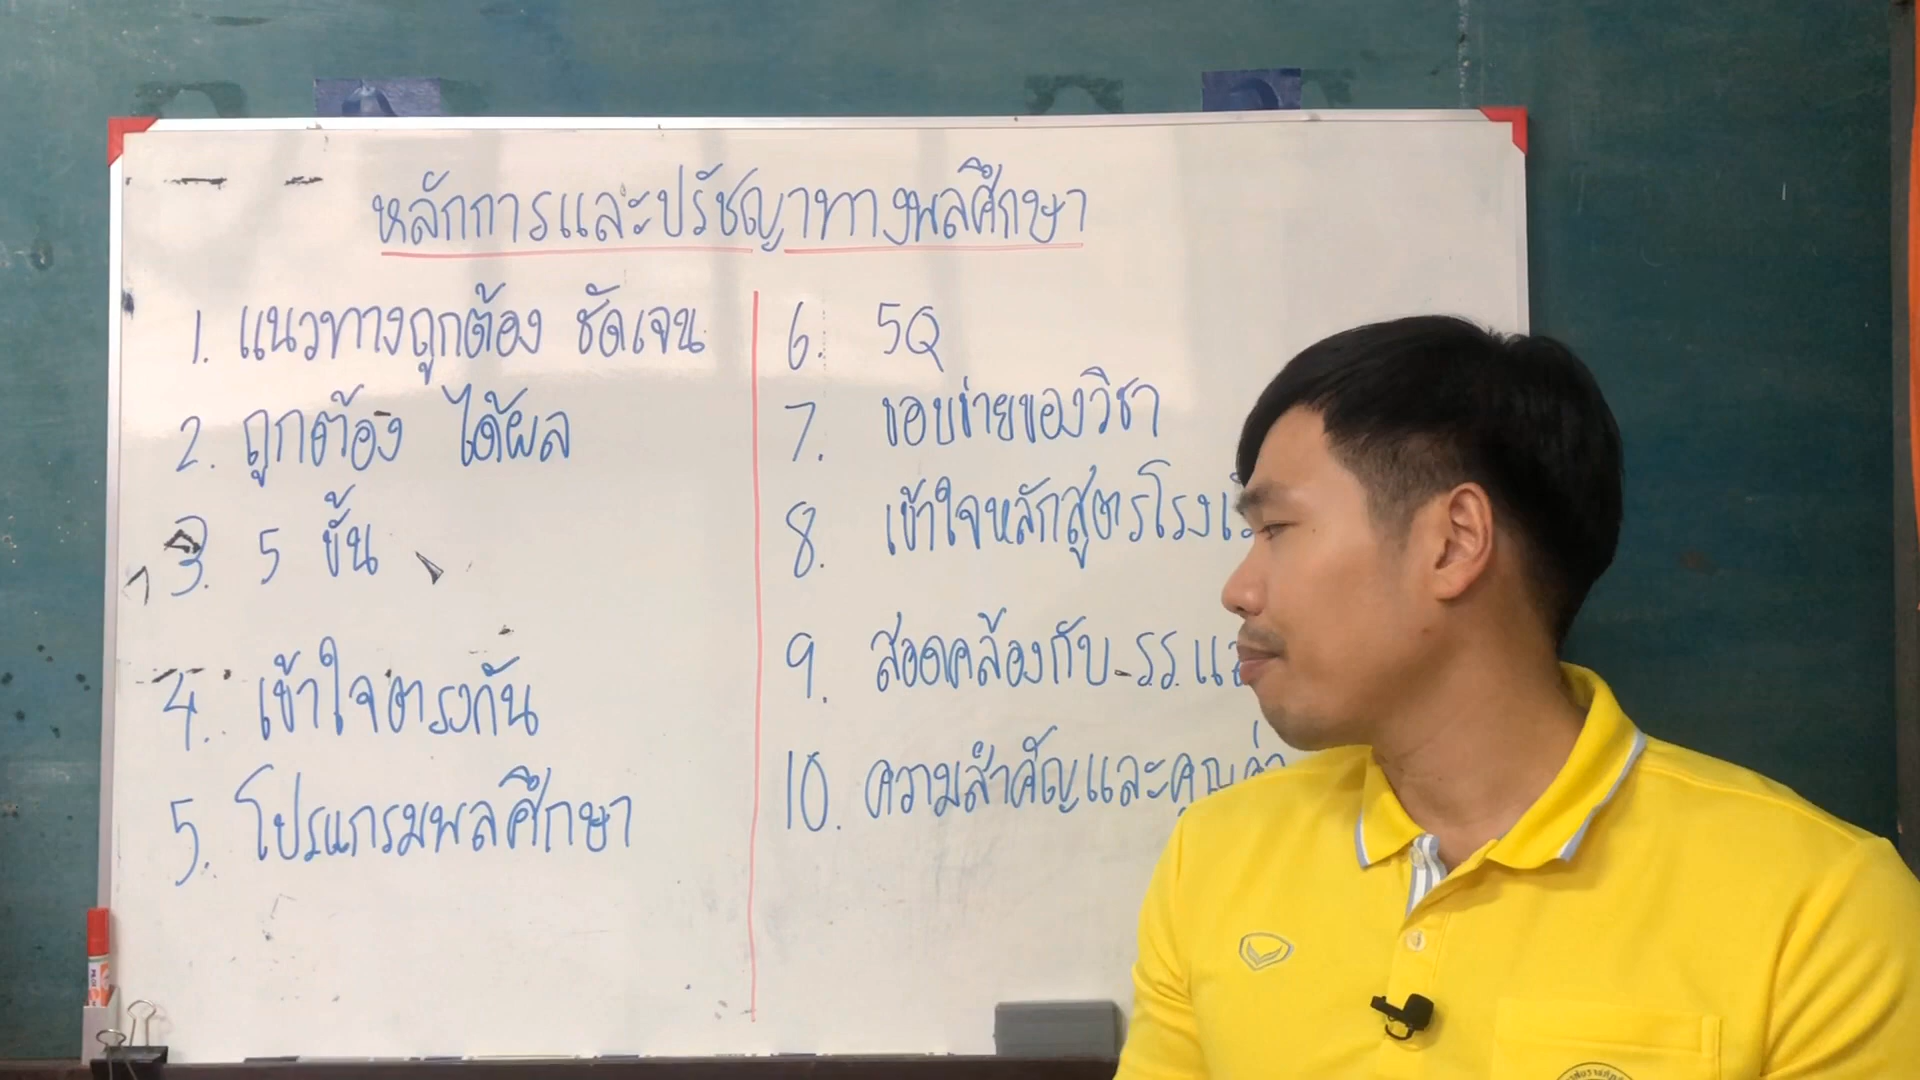 หลักการและปรัชญาทางพลศึกษา
1. แนวทางถูกต้อง ชัดเจน
2. ถูกต้อง ได้ผล
3. 5 ขั้น
4. เข้าใจตรงกัน
5. โปรแกรมพลศึกษา
6. 5Q
7. ขอบข่ายของวิชา
8. เข้าใจหลักสูตรโรงเรี
9. สอดคล้องกับ ร.ร. แล
10. ความสำคัญและคุณค่า